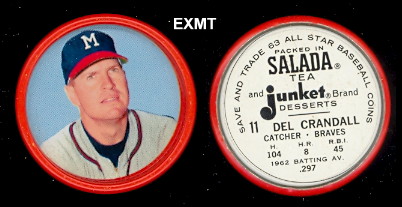 EXMT
M
SAVE AND TRADE 63 ALL STAR BASEBALL COINS
PACKED IN
SALADA®
TEA
and Junket® Brand
DESSERTS
11 DEL CRANDALL
CATCHER - BRAVES
H. H.R. R.B.I.
104 8 45
1962 BATTING AV.
.297